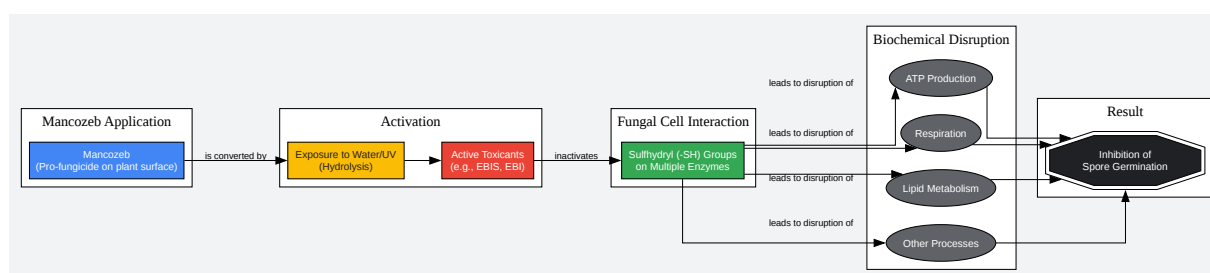 Mancozeb Application
Mancozeb
(Pro-fungicide on plant surface)
is converted by
Activation
Exposure to Water/UV
(Hydrolysis)
Active Toxicants
(e.g., EBIS, EBI)
inactivates
Fungal Cell Interaction
Sulfhydryl (-SH) Groups
on Multiple Enzymes
leads to disruption of
leads to disruption of
leads to disruption of
leads to disruption of
Biochemical Disruption
ATP Production
Respiration
Lipid Metabolism
Other Processes
Result
Inhibition of
Spore Germination